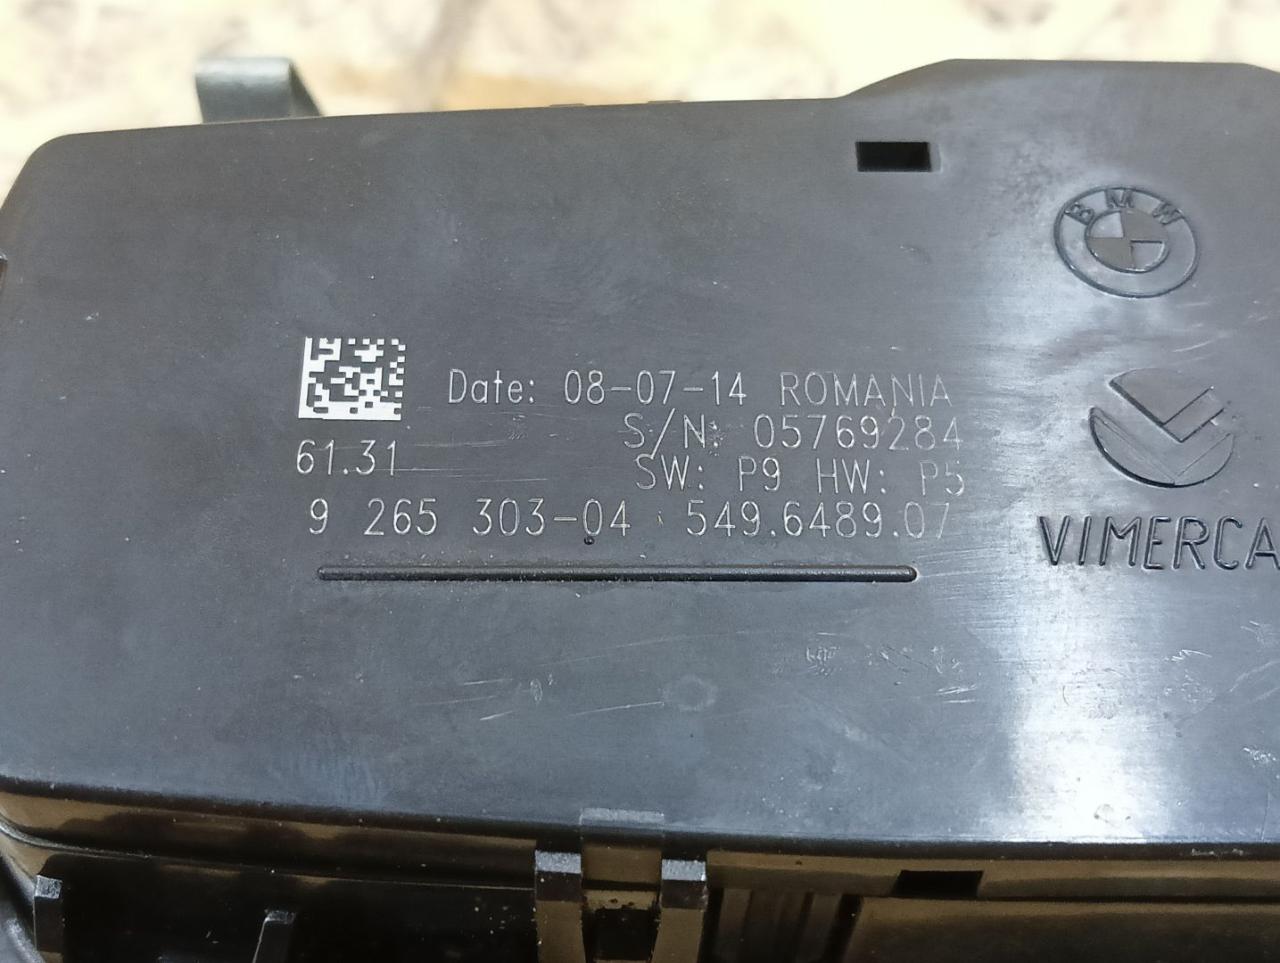 BMW
Date: 08-07-14 ROMANIA
S/N: 05769284
61.31
SW: P9 HW: P5
9 265 303-04 549.6489.07
VIMERCA